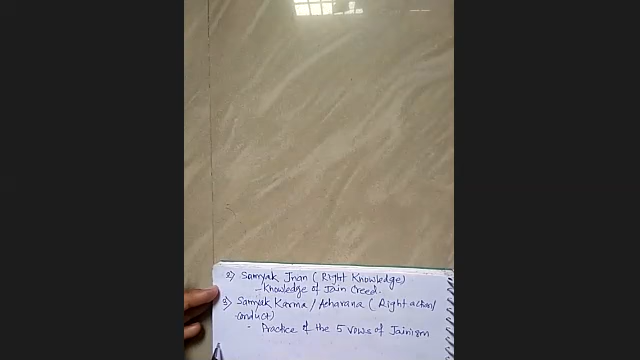 2) Samyak Jnan ( Right Knowledge)
- Knowledge of Jain Creed.
3) Samyak Karma / Acharana ( Right action/
conduct)
- Practice of the 5 vows of Jainism